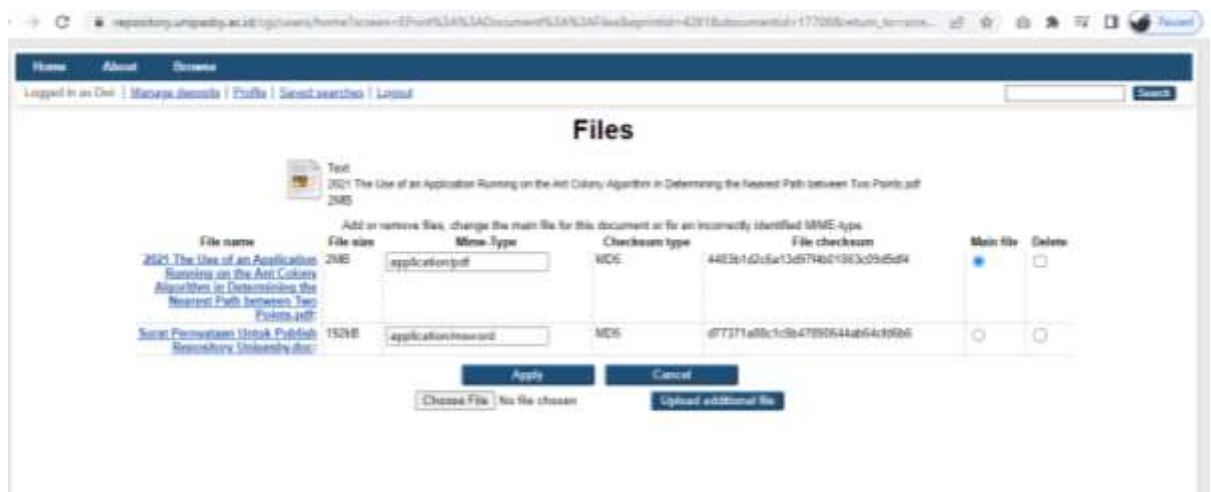 Paused
Home About Browse
Logged in as Dwi | Manage deposits | Profile | Saved searches | Logout
Search
Files
Text
2021 The Use of an Application Running on the Ant Colony Algorithm in Determining the Nearest Path between Two Points.pdf
2MB
Add or remove files, change the main file for this document or fix an incorrectly identified MIME-type.
File name File size Mime-Type Checksum type File checksum Main file Delete
2021 The Use of an Application 2MB application/pdf MD5
Running on the Ant Colony
Algorithm in Determining the
Nearest Path between Two
Points.pdf
Surat Pernyataan Untuk Publish 192kB application/msword MD5
Repository
Apply Cancel
Choose File No file chosen Upload additional file